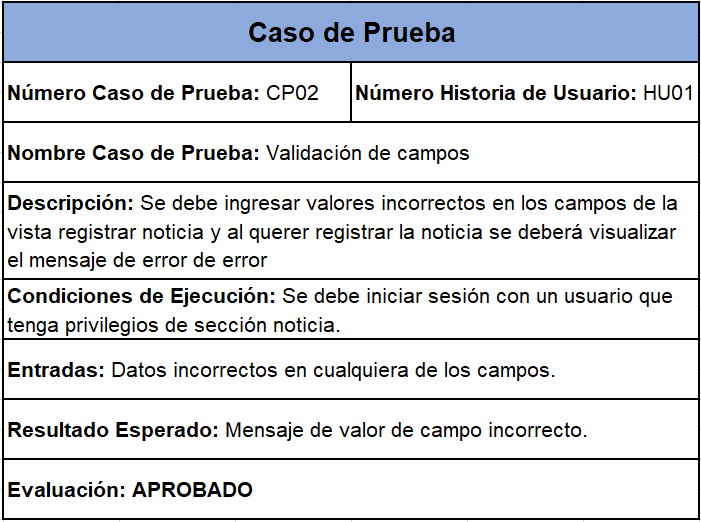 Caso de Prueba
Número Caso de Prueba: CP02
Número Historia de Usuario: HU01
Nombre Caso de Prueba: Validación de campos
Descripción: Se debe ingresar valores incorrectos en los campos de la
vista registrar noticia y al querer registrar la noticia se deberá visualizar
el mensaje de error de error
Condiciones de Ejecución: Se debe iniciar sesión con un usuario que
tenga privilegios de sección noticia.
Entradas: Datos incorrectos en cualquiera de los campos.
Resultado Esperado: Mensaje de valor de campo incorrecto.
Evaluación: APROBADO